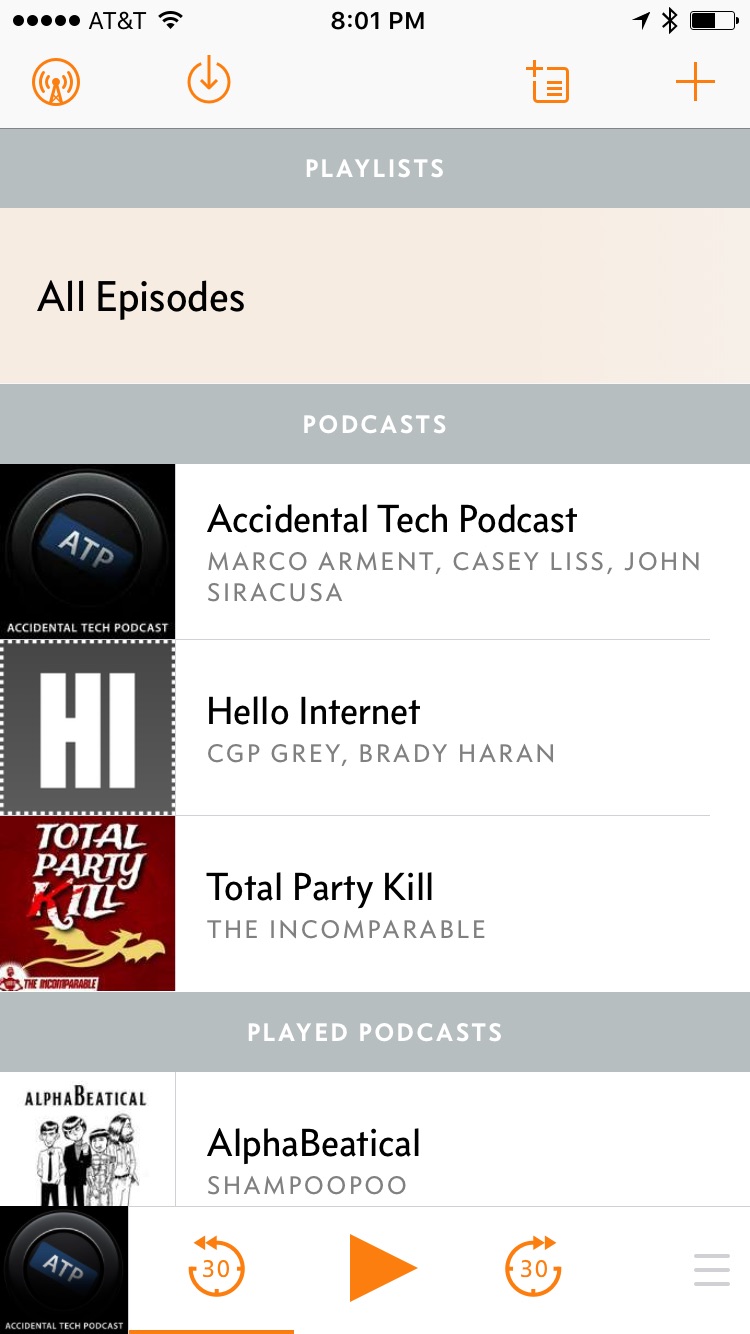 AT&T 8:01 PM
PLAYLISTS
All Episodes
PODCASTS
ATP
ACCIDENTAL TECH PODCAST
Accidental Tech Podcast
MARCO ARMENT, CASEY LISS, JOHN
SIRACUSA
HI
Hello Internet
CGP GREY, BRADY HARAN
TOTAL
PARTY
KILL
THE INCOMPARABLE
Total Party Kill
THE INCOMPARABLE
PLAYED PODCASTS
ALPHABEATICAL
AlphaBeatical
SHAMPOOPOO
ATP
ACCIDENTAL TECH PODCAST
30
30